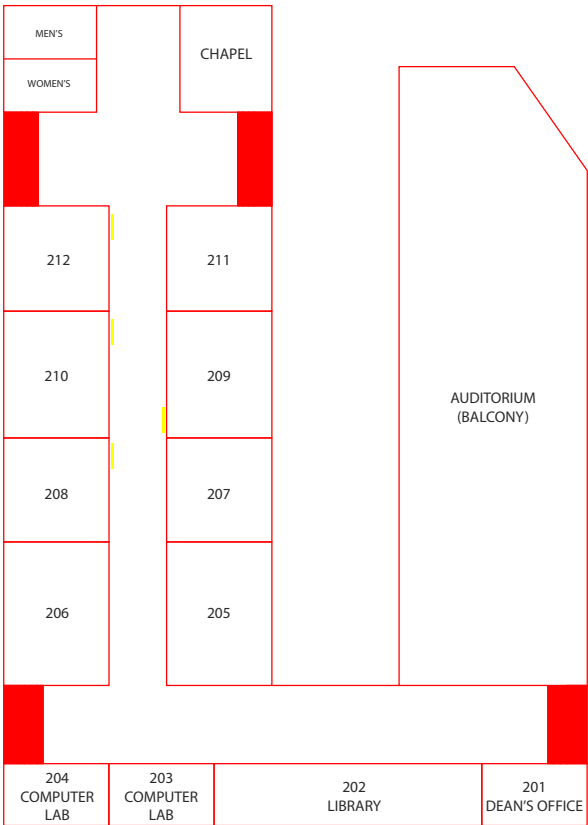 MEN'S
CHAPEL
WOMEN'S
212
211
210
209
AUDITORIUM
(BALCONY)
208
207
206
205
204
COMPUTER
LAB
203
COMPUTER
LAB
202
LIBRARY
201
DEAN'S OFFICE